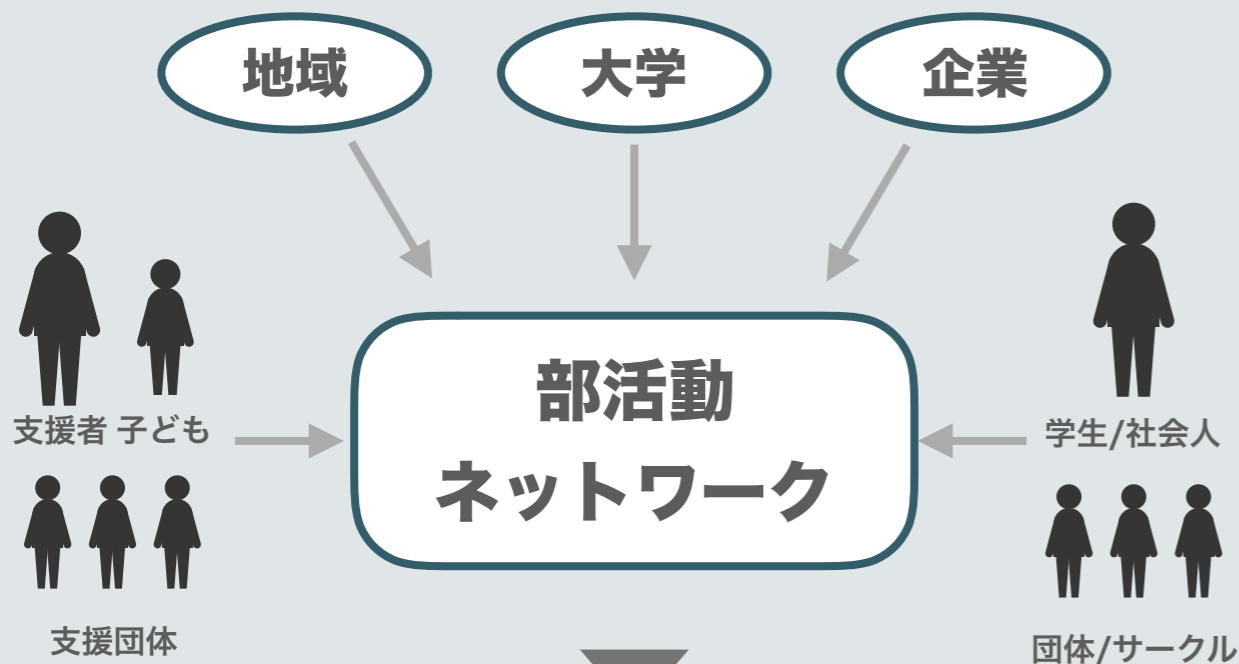 地域
大学
企業
部活動
ネットワーク
支援者 子ども
学生/社会人
支援団体
団体/サークル